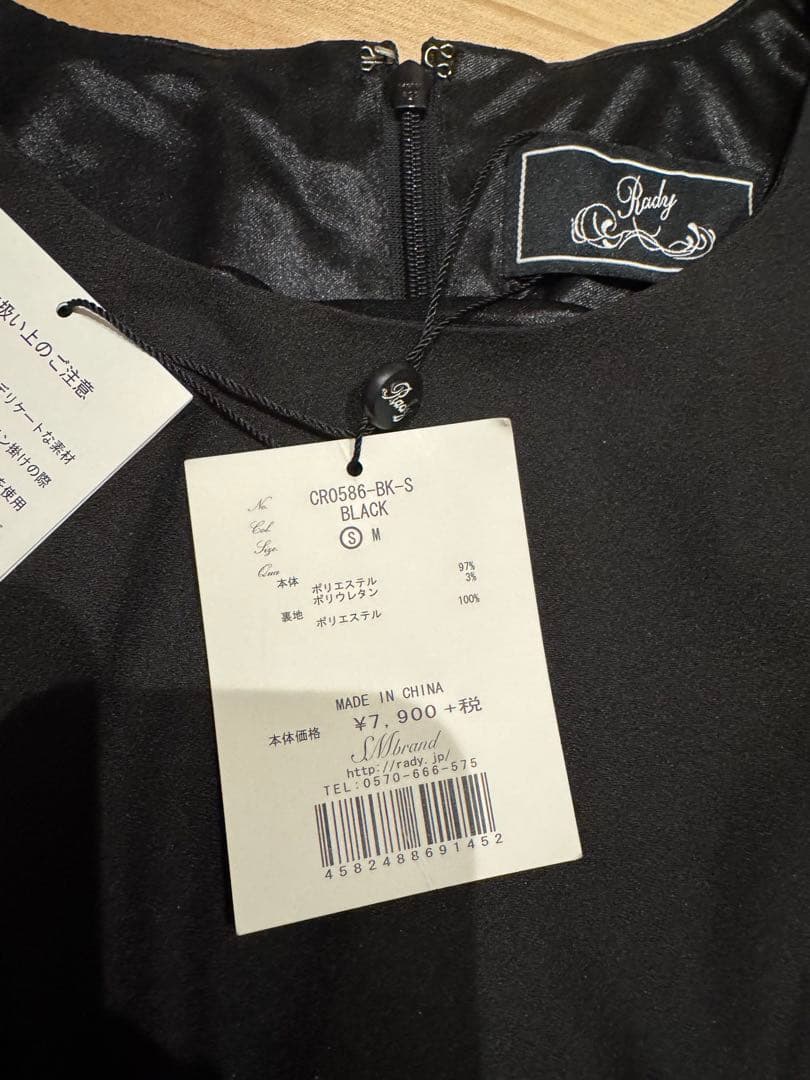 Rady
扱い上のご注意
デリケートな素材
ン掛けの際
を使用
Rady
No. CR0586-BK-S
Col. BLACK
Size. S M
Qua
本体 ポリエステル 97%
ポリウレタン 3%
裏地 ポリエステル 100%
MADE IN CHINA
本体価格 ¥7,900+税
SMbrand
http://rady.jp/
TEL:0570-666-575
4582488691452